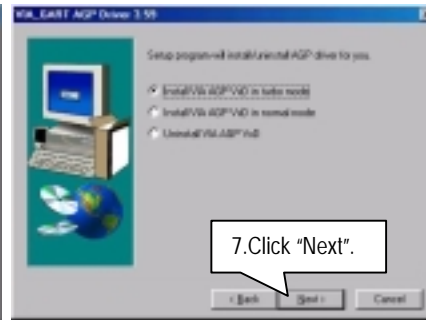 VIA_GART AGP Driver 3.59
Setup program will install/uninstall AGP driver for you.
Install VIA AGP VxD in turbo mode
Install VIA AGP VxD in normal mode
Uninstall VIA AGP VxD
7.Click “Next”.
< Back
Next >
Cancel